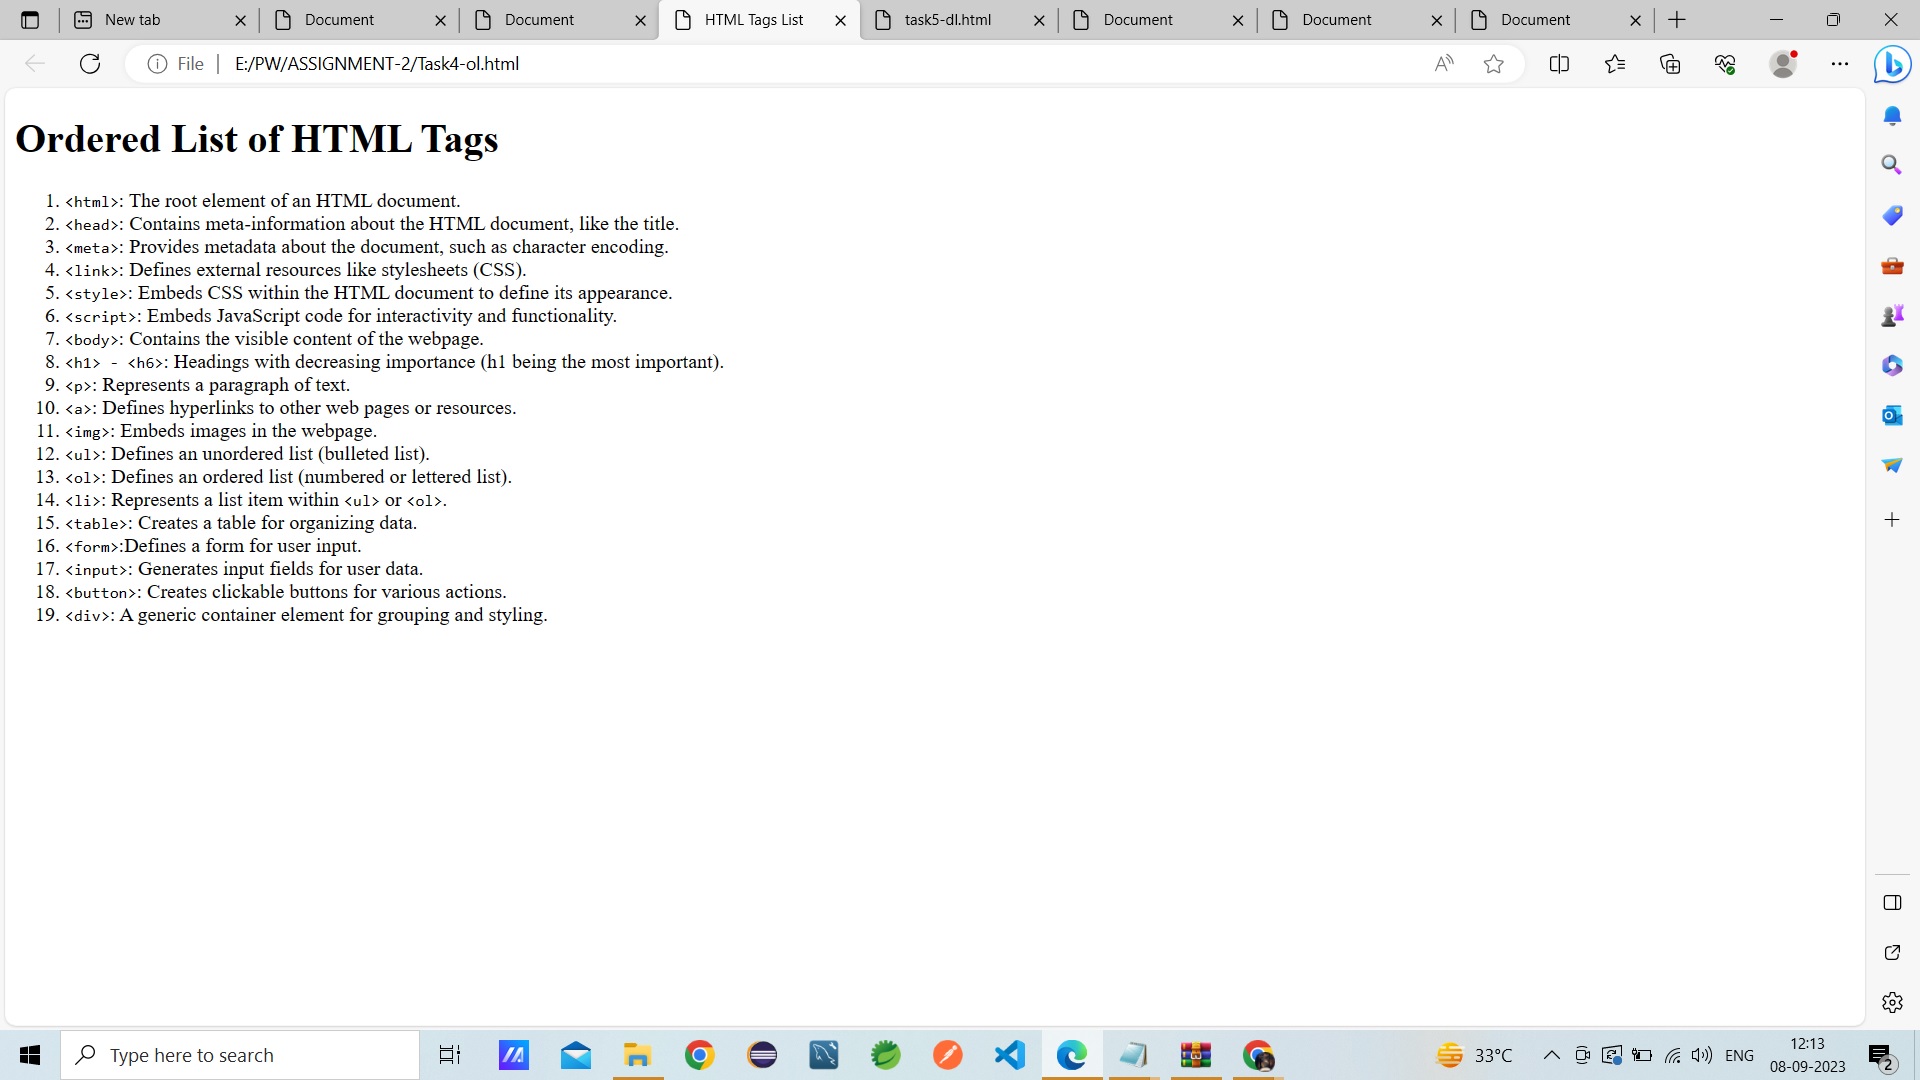 New tab
Document
Document
HTML Tags List
task5-dl.html
Document
Document
Document
File
E:/PW/ASSIGNMENT-2/Task4-ol.html
Ordered List of HTML Tags
1. <html>: The root element of an HTML document.
2. <head>: Contains meta-information about the HTML document, like the title.
3. <meta>: Provides metadata about the document, such as character encoding.
4. <link>: Defines external resources like stylesheets (CSS).
5. <style>: Embeds CSS within the HTML document to define its appearance.
6. <script>: Embeds JavaScript code for interactivity and functionality.
7. <body>: Contains the visible content of the webpage.
8. <h1> - <h6>: Headings with decreasing importance (h1 being the most important).
9. <p>: Represents a paragraph of text.
10. <a>: Defines hyperlinks to other web pages or resources.
11. <img>: Embeds images in the webpage.
12. <ul>: Defines an unordered list (bulleted list).
13. <ol>: Defines an ordered list (numbered or lettered list).
14. <li>: Represents a list item within <ul> or <ol>.
15. <table>: Creates a table for organizing data.
16. <form>:Defines a form for user input.
17. <input>: Generates input fields for user data.
18. <button>: Creates clickable buttons for various actions.
19. <div>: A generic container element for grouping and styling.
Type here to search
33°C
ENG
12:13
08-09-2023
2